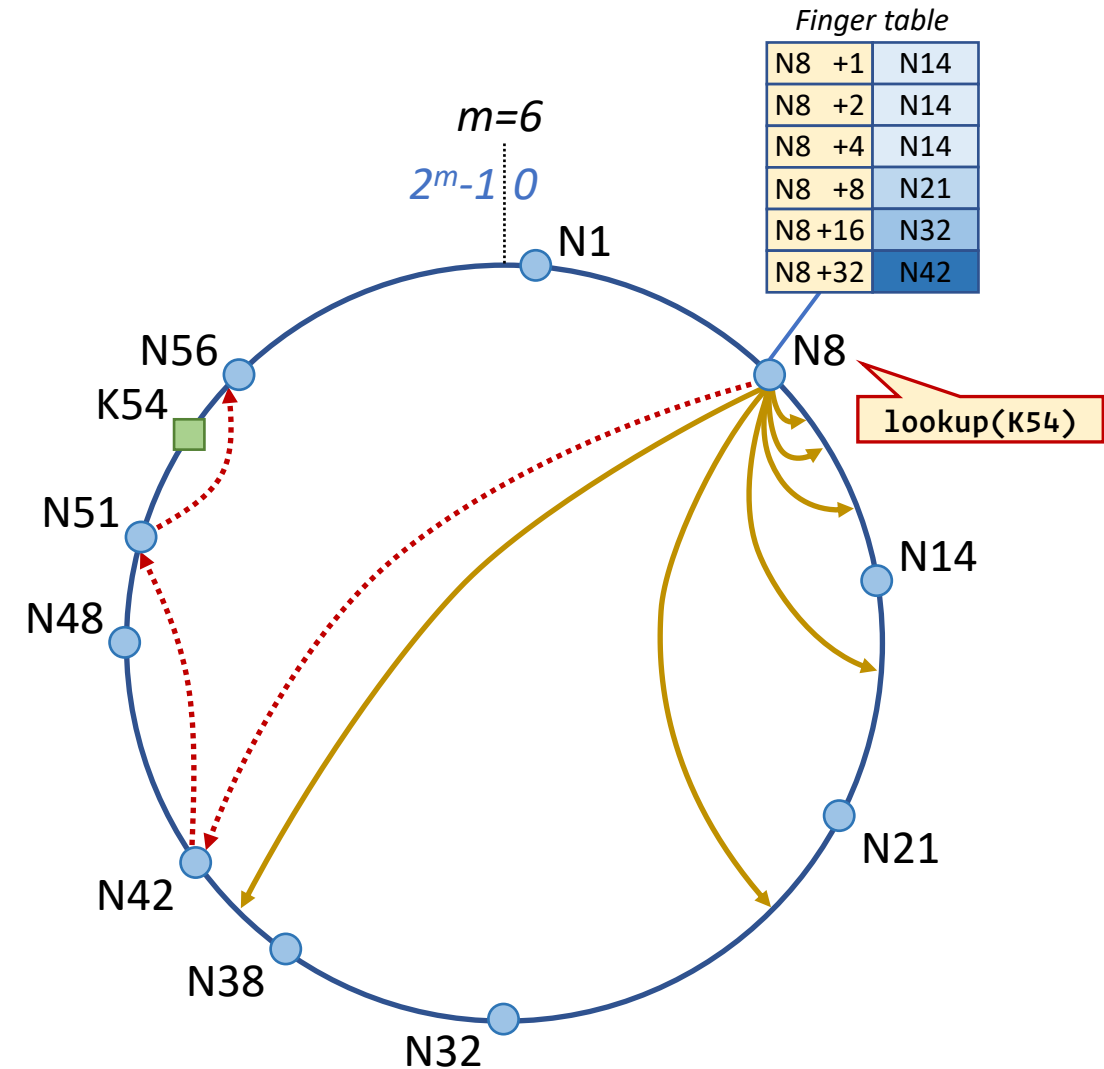 Finger table
N8 +1 N14
N8 +2 N14
N8 +4 N14
N8 +8 N21
N8 +16 N32
N8 +32 N42
m=6
2ᵐ-1 0
N1
N56
N8
K54
lookup(K54)
N51
N14
N48
N21
N42
N38
N32